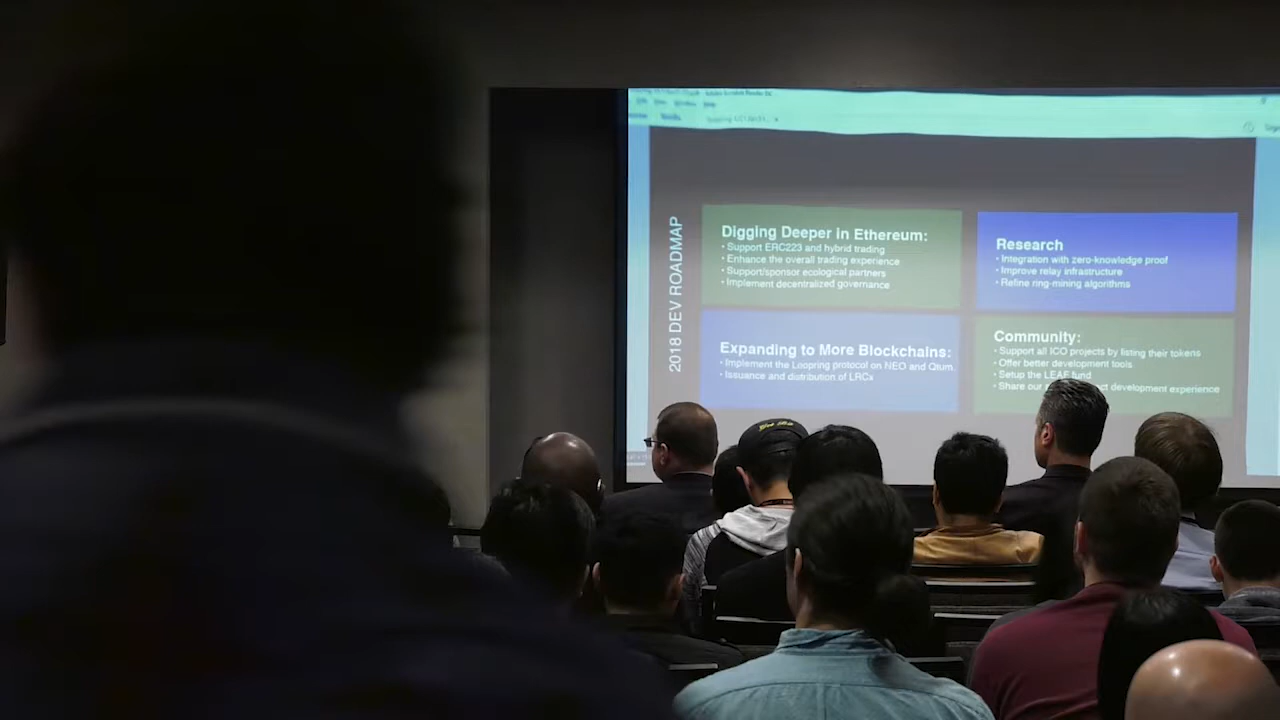 2018 DEV ROADMAP
Digging Deeper in Ethereum:
• Support ERC223 and hybrid trading
• Enhance the overall trading experience
• Support/sponsor ecological partners
• Implement decentralized governance
Research
• Integration with zero-knowledge proof
• Improve relay infrastructure
• Refine ring-mining algorithms
Expanding to More Blockchains:
• Implement the Loopring protocol on NEO and Qtum.
• Issuance and distribution of LRCx
Community:
• Support all ICO projects by listing their tokens
• Offer better development tools
• Setup the LEAF fund
• Share our development experience